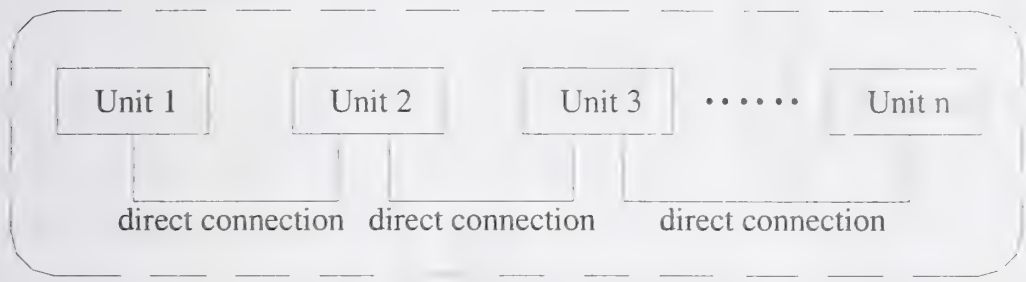 Unit 1 Unit 2 Unit 3 ...... Unit n
direct connection direct connection direct connection